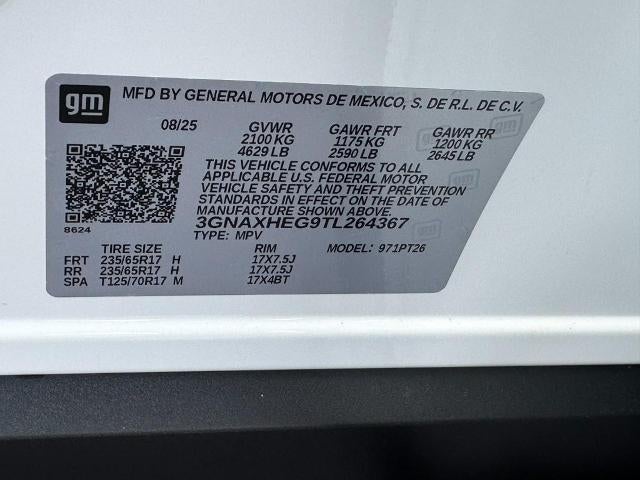 gm MFD BY GENERAL MOTORS DE MEXICO, S. DE R.L. DE C.V.
08/25 GVWR GAWR FRT GAWR RR
2100 KG 1175 KG 1200 KG
4629 LB 2590 LB 2645 LB
THIS VEHICLE CONFORMS TO ALL
APPLICABLE U.S. FEDERAL MOTOR
VEHICLE SAFETY AND THEFT PREVENTION
STANDARDS IN EFFECT ON THE DATE OF
MANUFACTURE SHOWN ABOVE.
8624 3GNAXHEG9TL264367
TYPE: MPV
TIRE SIZE RIM MODEL: 971PT26
FRT 235/65R17 H 17X7.5J
RR 235/65R17 H 17X7.5J
SPA T125/70R17 M 17X4BT